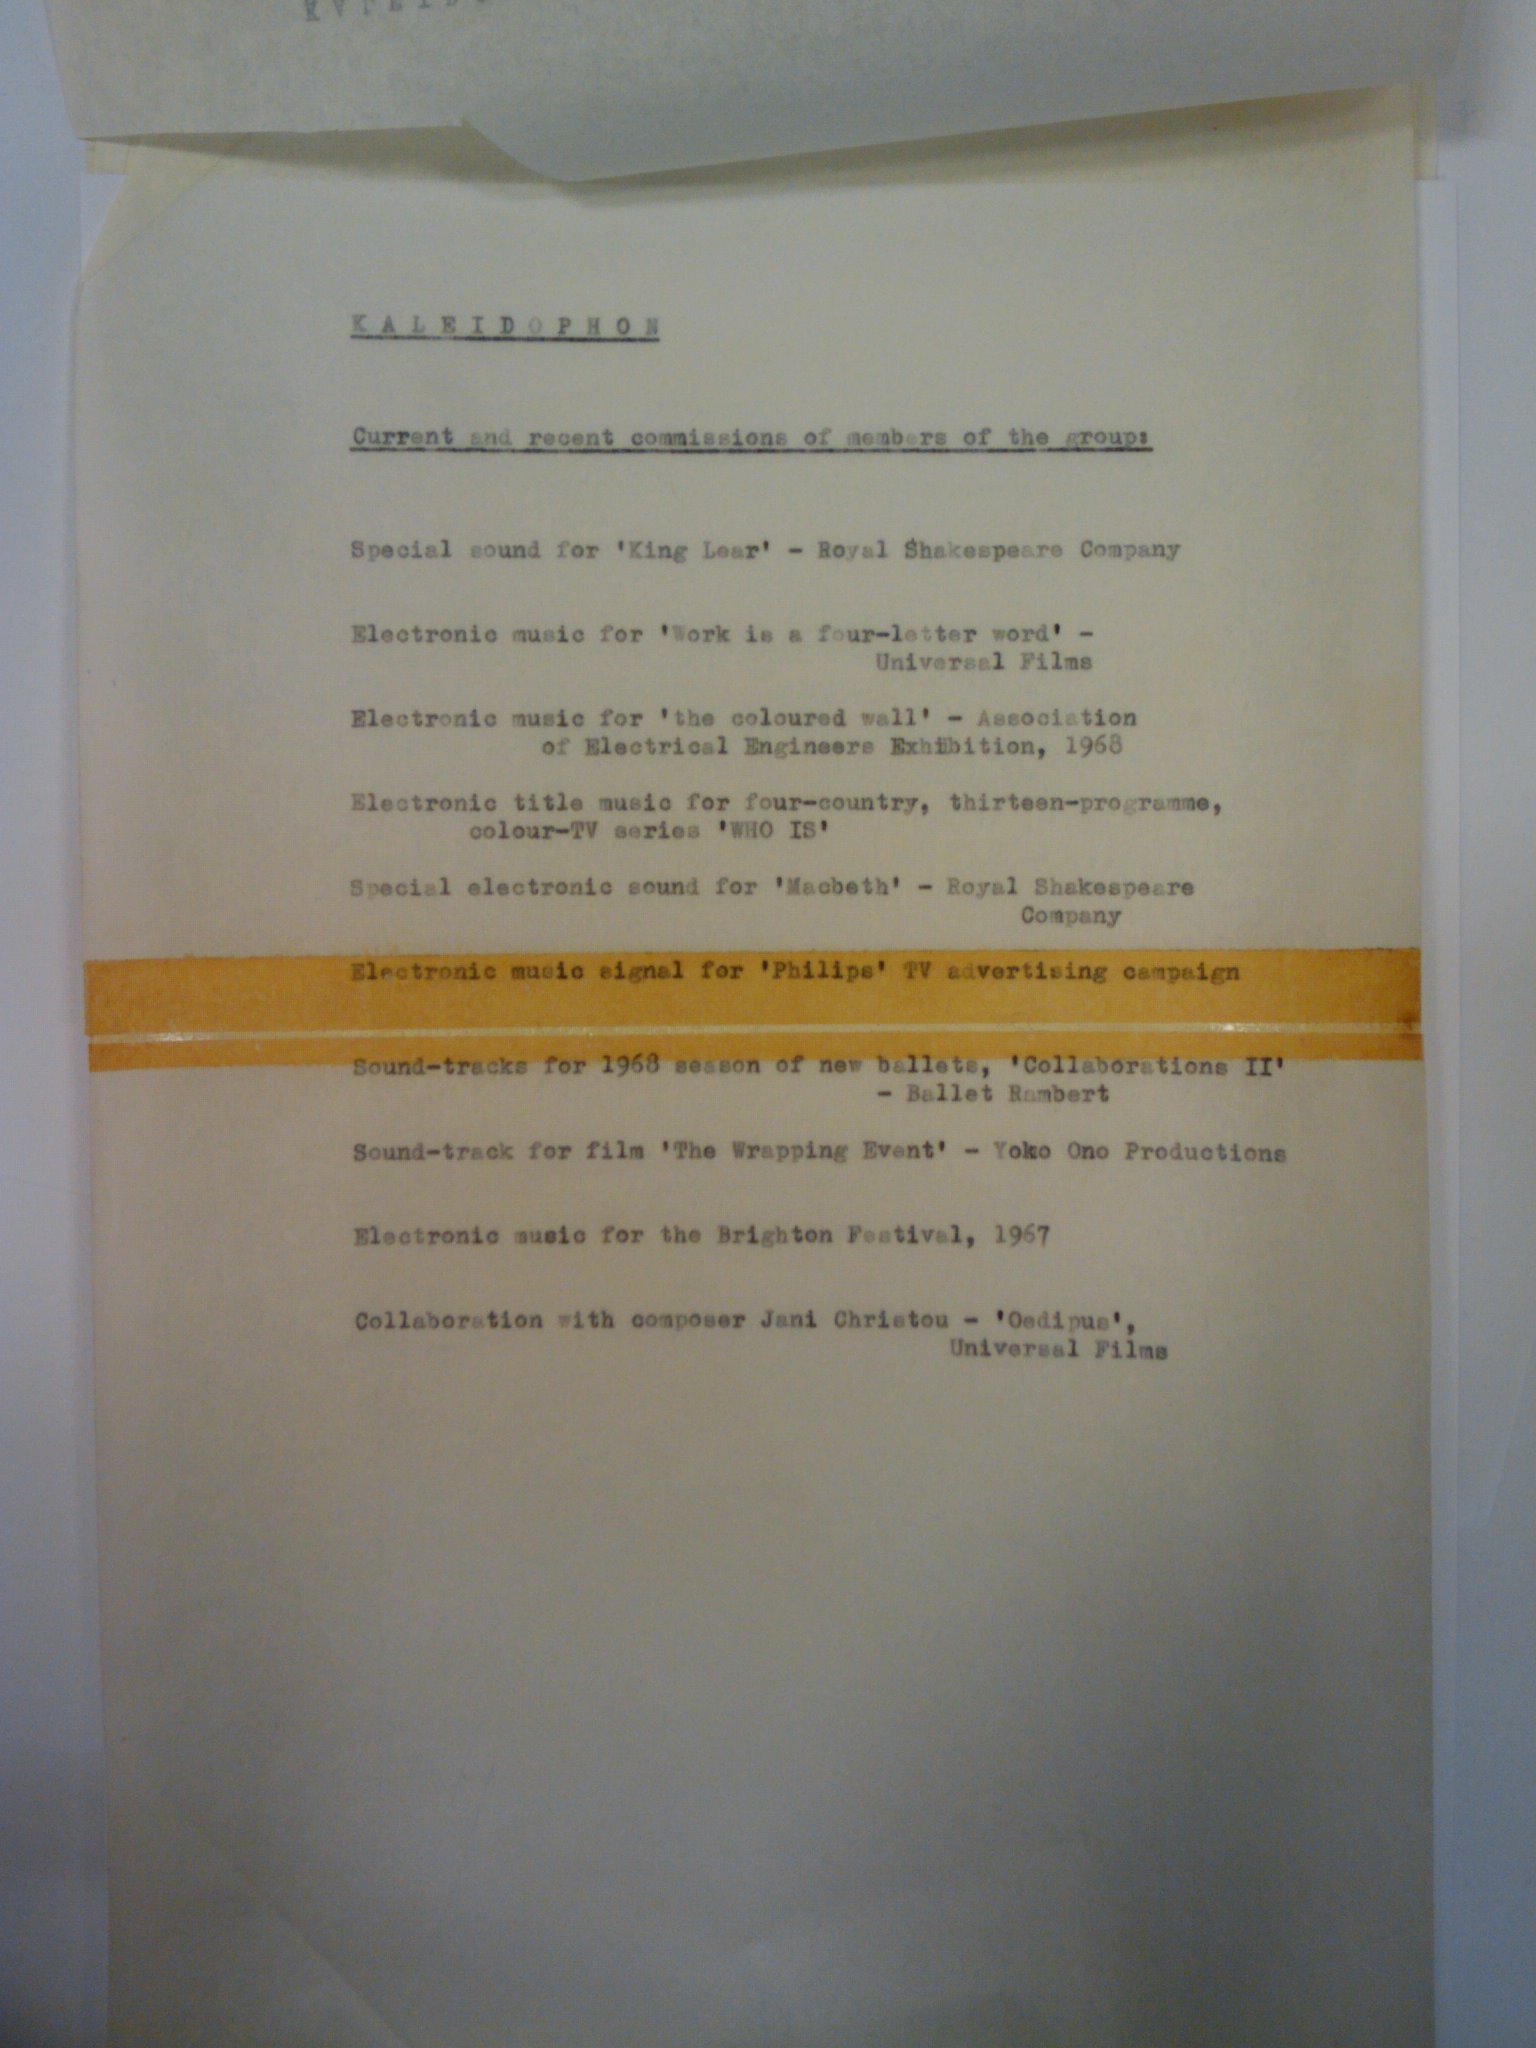 KALEID
K A L E I D O P H O N
Current and recent commissions of members of the group:
Special sound for 'King Lear' - Royal Shakespeare Company
Electronic music for 'Work is a four-letter word' -
Universal Films
Electronic music for 'the coloured wall' - Association
of Electrical Engineers Exhibition, 1968
Electronic title music for four-country, thirteen-programme,
colour-TV series 'WHO IS'
Special electronic sound for 'Macbeth' - Royal Shakespeare
Company
Electronic music signal for 'Philips' TV advertising campaign
Sound-tracks for 1968 season of new ballets, 'Collaborations II'
- Ballet Rambert
Sound-track for film 'The Wrapping Event' - Yoko Ono Productions
Electronic music for the Brighton Festival, 1967
Collaboration with composer Jani Christou - 'Oedipus',
Universal Films